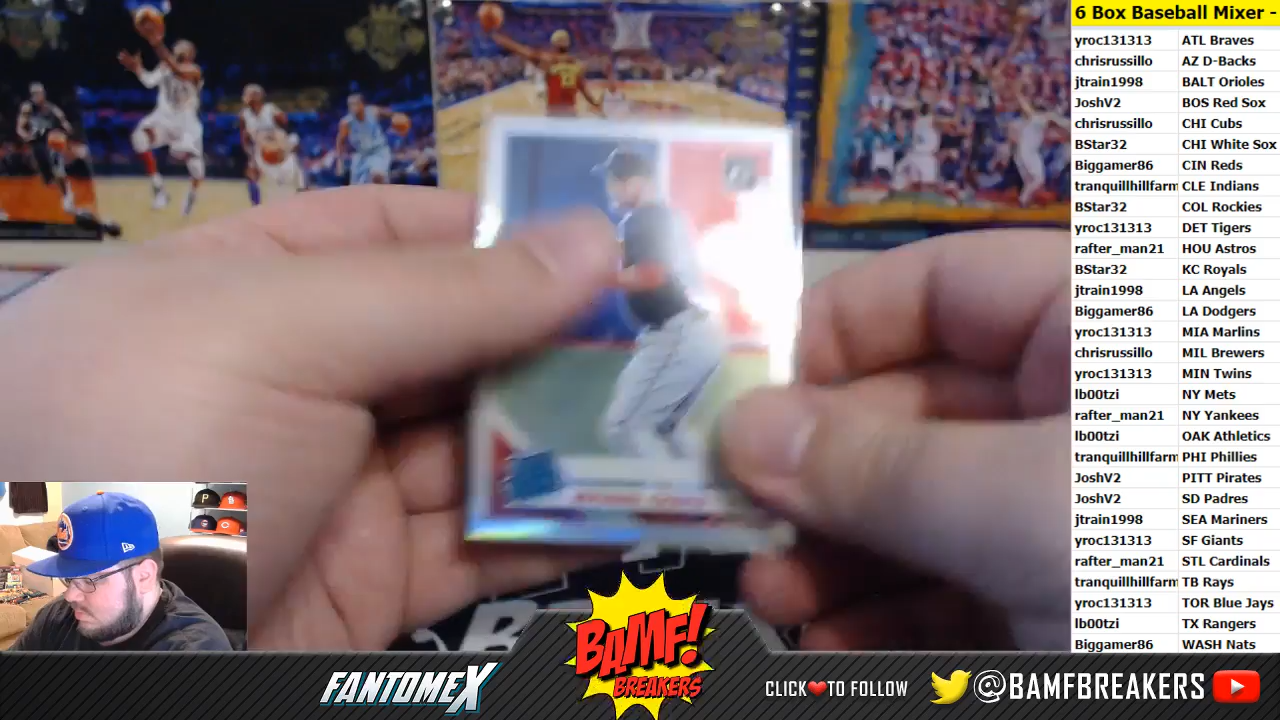 6 Box Baseball Mixer -
yroc131313 ATL Braves
chrisrussillo AZ D-Backs
jtrain1998 BALT Orioles
JoshV2 BOS Red Sox
chrisrussillo CHI Cubs
BStar32 CHI White Sox
Biggamer86 CIN Reds
tranquillhillfarm CLE Indians
BStar32 COL Rockies
yroc131313 DET Tigers
rafter_man21 HOU Astros
BStar32 KC Royals
jtrain1998 LA Angels
Biggamer86 LA Dodgers
yroc131313 MIA Marlins
chrisrussillo MIL Brewers
yroc131313 MIN Twins
lb00tzi NY Mets
rafter_man21 NY Yankees
lb00tzi OAK Athletics
tranquillhillfarm PHI Phillies
JoshV2 PITT Pirates
JoshV2 SD Padres
jtrain1998 SEA Mariners
yroc131313 SF Giants
rafter_man21 STL Cardinals
tranquillhillfarm TB Rays
yroc131313 TOR Blue Jays
lb00tzi TX Rangers
Biggamer86 WASH Nats
BAMF!
BREAKERS
FANTOMEX
CLICK TO FOLLOW
@BAMFBREAKERS